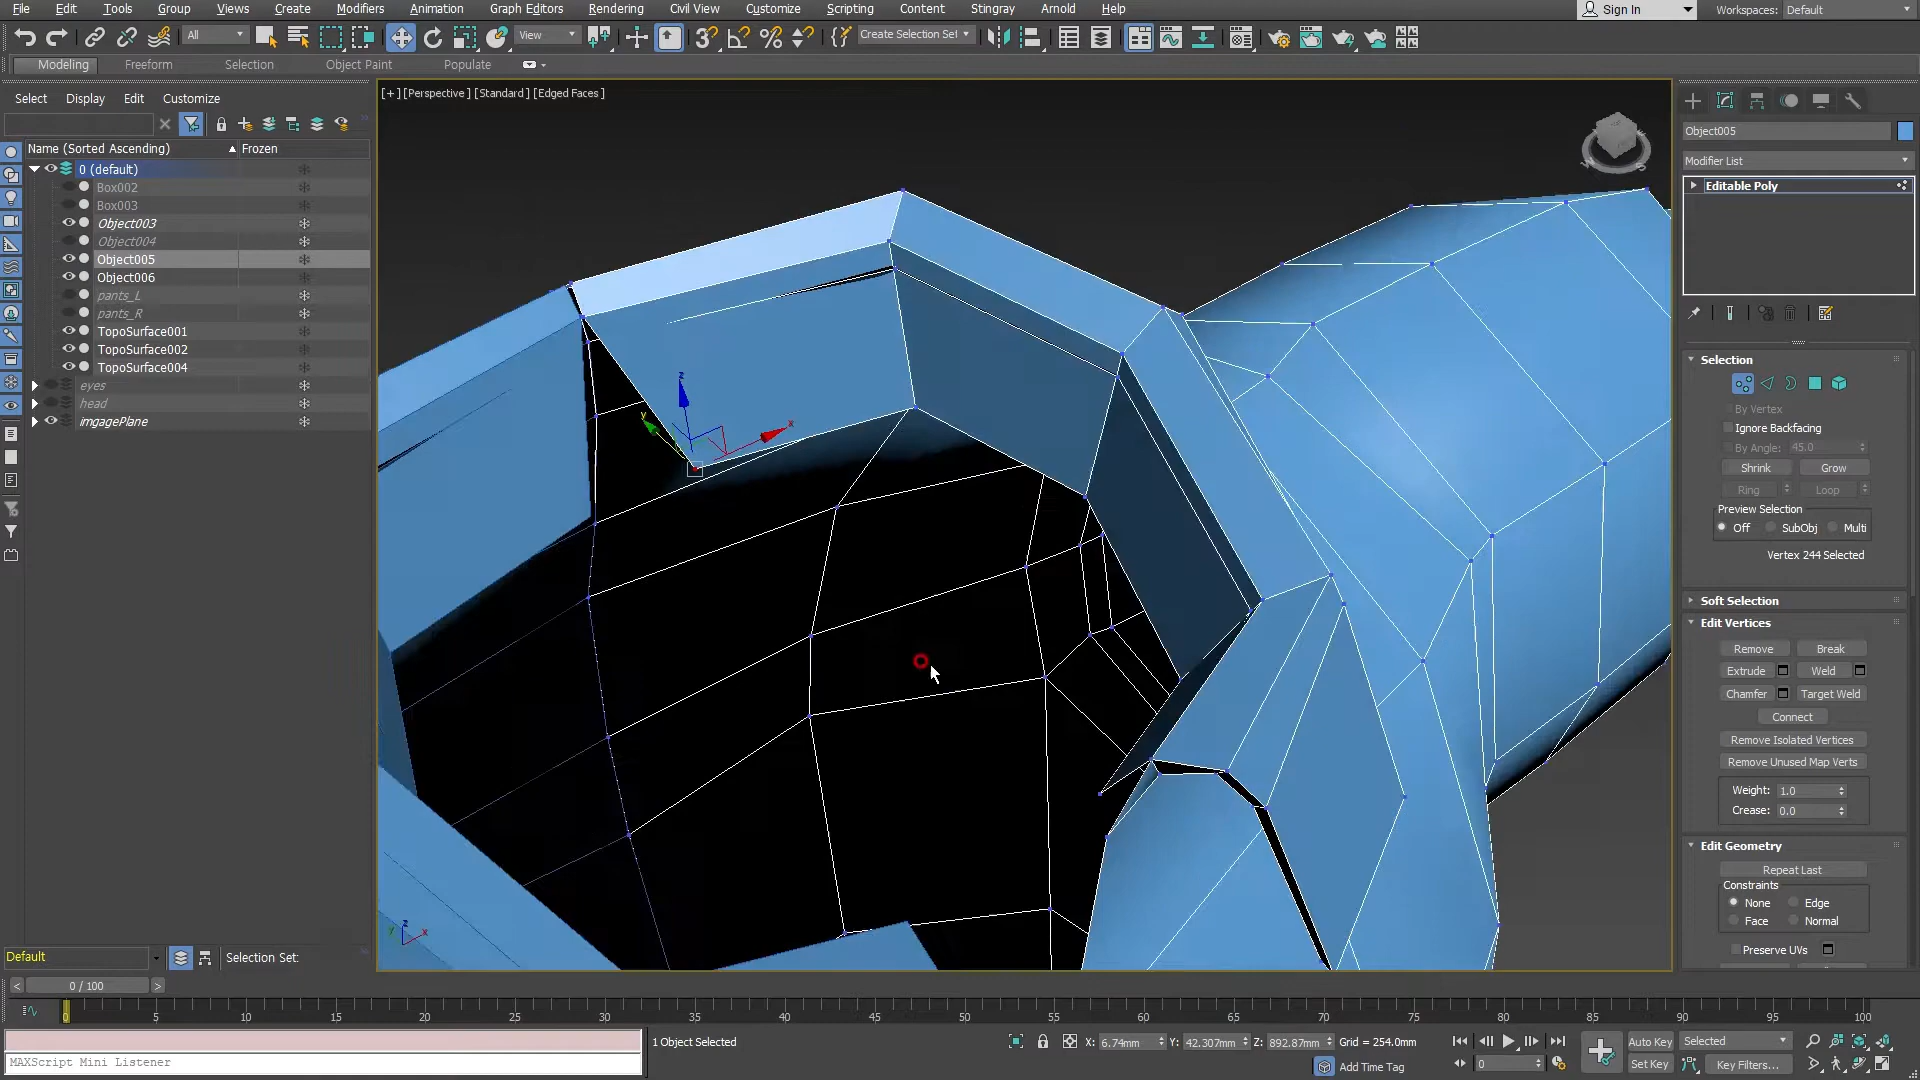 File Edit Tools Group Views Create Modifiers Animation Graph Editors Rendering Civil View Customize Scripting Content Substance Stingray Arnold Help Sign In Workspaces: Default
All View Create Selection Set
Modeling Freeform Selection Object Paint Populate
Select Display Edit Customize
[+] [Perspective] [Standard] [Edged Faces]
Name (Sorted Ascending) Frozen
0 (default)
Box002
Box003
Object003
Object004
Object005
Object006
pants_L
pants_R
TopoSurface001
TopoSurface002
TopoSurface004
eyes
head
imgagePlane
z
y
x
z
y
x
Object005
Modifier List
Editable Poly
Selection
By Vertex
Ignore Backfacing
By Angle: 45.0
Shrink Grow
Ring Loop
Preview Selection
Off SubObj Multi
Vertex 244 Selected
Soft Selection
Edit Vertices
Remove Break
Extrude Weld
Chamfer Target Weld
Connect
Remove Isolated Vertices
Remove Unused Map Verts
Weight: 1.0
Crease: 0.0
Edit Geometry
Repeat Last
Constraints
None Edge
Face Normal
Preserve UVs
Default Selection Set:
< 0 / 100 >
0 5 10 15 20 25 30 35 40 45 50 55 60 65 70 75 80 85 90 95 100
1 Object Selected X: 6.74mm Y: 42.307mm Z: 892.87mm Grid = 254.0mm Auto Key Selected
MAXScript Mini Listener Add Time Tag 0 Set Key Key Filters...